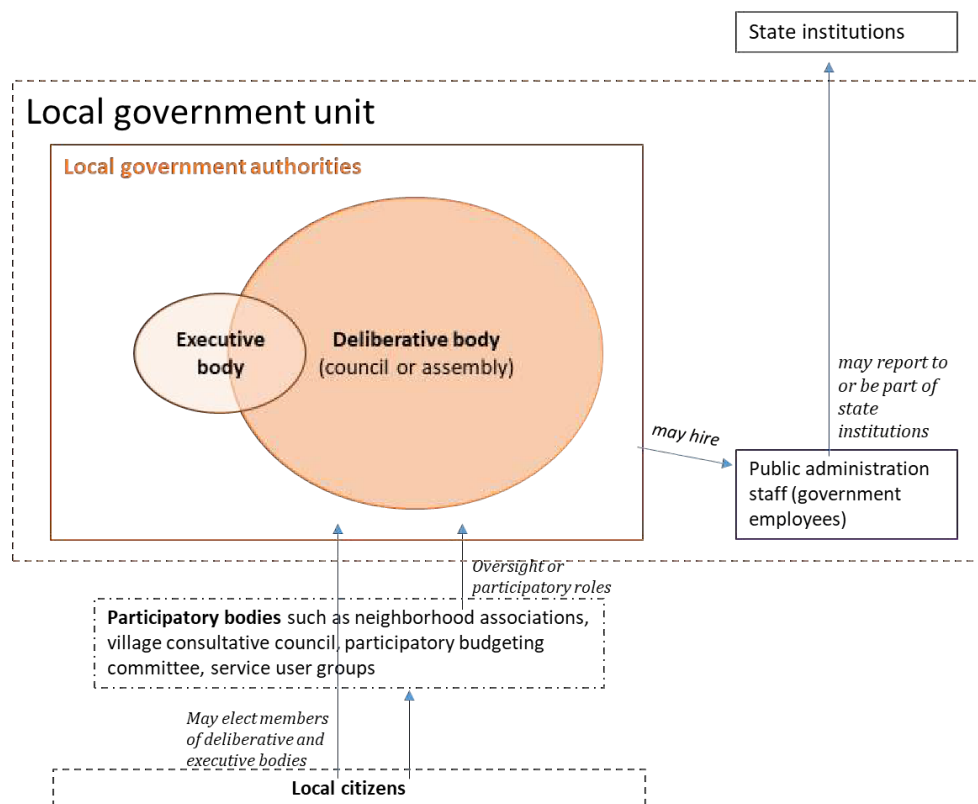 State institutions
Local government unit
Local government authorities
Executive
body
Deliberative body
(council or assembly)
may report to
or be part of
state
institutions
may hire
Public administration
staff (government
employees)
Oversight or
participatory roles
Participatory bodies such as neighborhood associations,
village consultative council, participatory budgeting
committee, service user groups
May elect members
of deliberative and
executive bodies
Local citizens